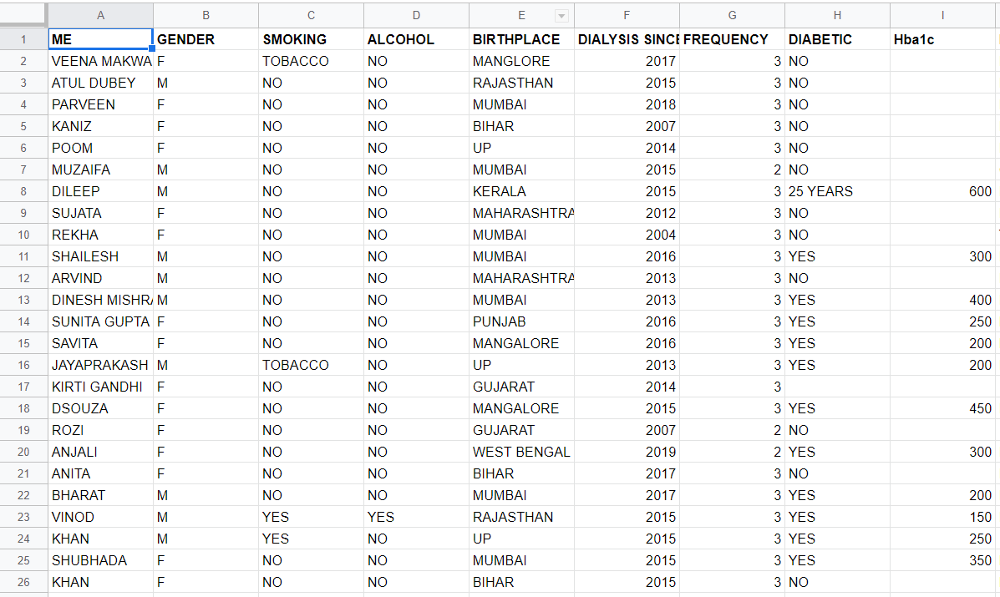 A B C D E F G H I
1 ME GENDER SMOKING ALCOHOL BIRTHPLACE DIALYSIS SINCE FREQUENCY DIABETIC Hba1c
2 VEENA MAKWA F TOBACCO NO MANGLORE 2017 3 NO
3 ATUL DUBEY M NO NO RAJASTHAN 2015 3 NO
4 PARVEEN F NO NO MUMBAI 2018 3 NO
5 KANIZ F NO NO BIHAR 2007 3 NO
6 POOM F NO NO UP 2014 3 NO
7 MUZAIFA M NO NO MUMBAI 2015 2 NO
8 DILEEP M NO NO KERALA 2015 3 25 YEARS 600
9 SUJATA F NO NO MAHARASHTRA 2012 3 NO
10 REKHA F NO NO MUMBAI 2004 3 NO
11 SHAILESH M NO NO MUMBAI 2016 3 YES 300
12 ARVIND M NO NO MAHARASHTRA 2013 3 NO
13 DINESH MISHRA M NO NO MUMBAI 2013 3 YES 400
14 SUNITA GUPTA F NO NO PUNJAB 2016 3 YES 250
15 SAVITA F NO NO MANGALORE 2016 3 YES 200
16 JAYAPRAKASH M TOBACCO NO UP 2013 3 YES 200
17 KIRTI GANDHI F NO NO GUJARAT 2014 3
18 DSOUZA F NO NO MANGALORE 2015 3 YES 450
19 ROZI F NO NO GUJARAT 2007 2 NO
20 ANJALI F NO NO WEST BENGAL 2019 2 YES 300
21 ANITA F NO NO BIHAR 2017 3 NO
22 BHARAT M NO NO MUMBAI 2017 3 YES 200
23 VINOD M YES YES RAJASTHAN 2015 3 YES 150
24 KHAN M YES NO UP 2015 3 YES 250
25 SHUBHADA F NO NO MUMBAI 2015 3 YES 350
26 KHAN F NO NO BIHAR 2015 3 NO